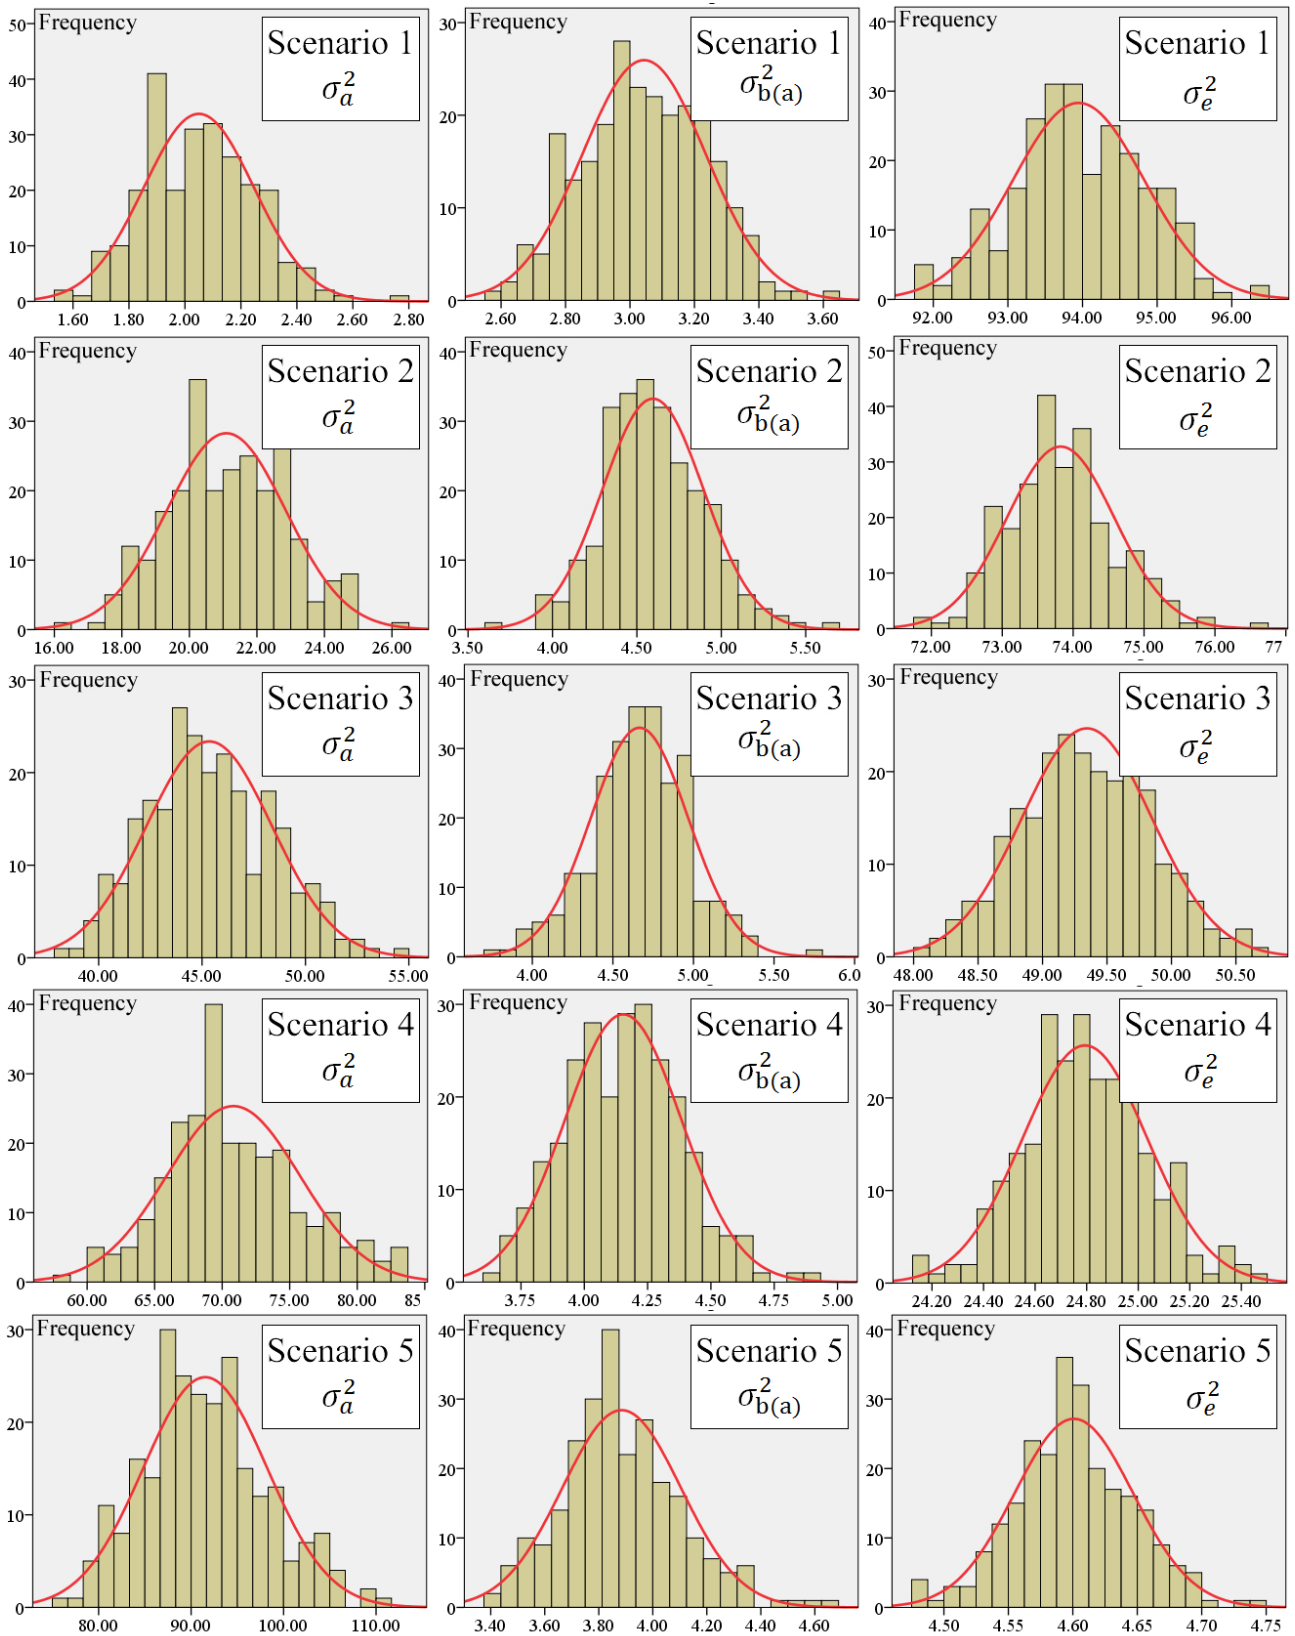 Frequency
Scenario 1
σ²ₐ
50
40
30
20
10
0
1.60 1.80 2.00 2.20 2.40 2.60 2.80
Frequency
Scenario 1
σ²b(a)
30
20
10
0
2.60 2.80 3.00 3.20 3.40 3.60
Frequency
Scenario 1
σ²ₑ
40
30
20
10
0
92.00 93.00 94.00 95.00 96.00
Frequency
Scenario 2
σ²ₐ
40
30
20
10
0
16.00 18.00 20.00 22.00 24.00 26.00
Frequency
Scenario 2
σ²b(a)
40
30
20
10
0
3.50 4.00 4.50 5.00 5.50
Frequency
Scenario 2
σ²ₑ
50
40
30
20
10
0
72.00 73.00 74.00 75.00 76.00 77
Frequency
Scenario 3
σ²ₐ
30
20
10
0
40.00 45.00 50.00 55.00
Frequency
Scenario 3
σ²b(a)
40
30
20
10
0
4.00 4.50 5.00 5.50 6.0
Frequency
Scenario 3
σ²ₑ
30
20
10
0
48.00 48.50 49.00 49.50 50.00 50.50
Frequency
Scenario 4
σ²ₐ
40
30
20
10
0
60.00 65.00 70.00 75.00 80.00 85
Frequency
Scenario 4
σ²b(a)
30
20
10
0
3.75 4.00 4.25 4.50 4.75 5.00
Frequency
Scenario 4
σ²ₑ
30
20
10
0
24.20 24.40 24.60 24.80 25.00 25.20 25.40
Frequency
Scenario 5
σ²ₐ
30
20
10
0
80.00 90.00 100.00 110.00
Frequency
Scenario 5
σ²b(a)
40
30
20
10
0
3.40 3.60 3.80 4.00 4.20 4.40 4.60
Frequency
Scenario 5
σ²ₑ
40
30
20
10
0
4.50 4.55 4.60 4.65 4.70 4.75